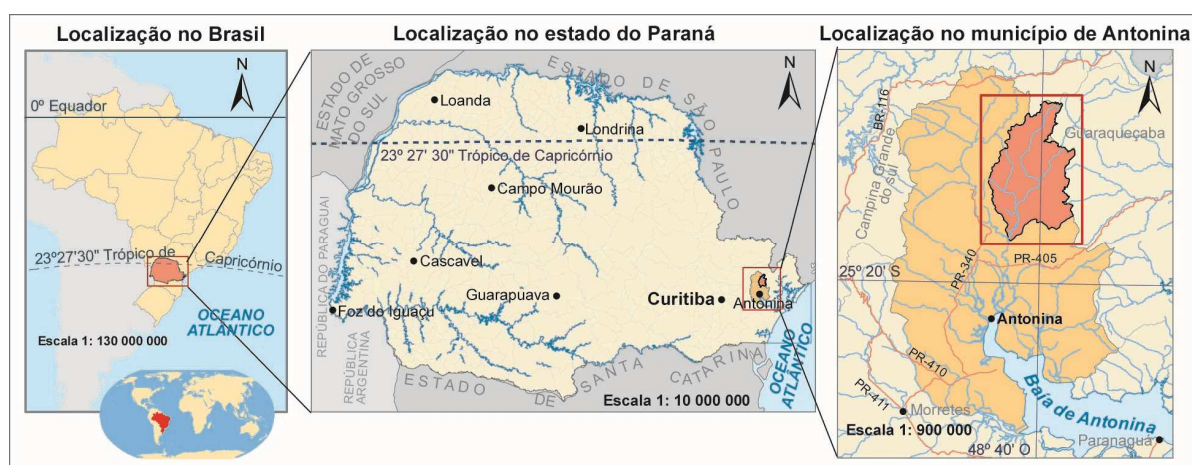 Localização no Brasil
N
0º Equador
23º27'30" Trópico de Capricórnio
OCEANO
ATLÂNTICO
Escala 1: 130 000 000
Localização no estado do Paraná
N
ESTADO DE
MATO GROSSO
DO SUL
ESTADO DE SÃO PAULO
Loanda
Londrina
23º 27' 30" Trópico de Capricórnio
Campo Mourão
REPÚBLICA DO PARAGUAI
Cascavel
Guarapuava
Curitiba
Antonina
Foz do Iguaçu
REPÚBLICA
ARGENTINA
ESTADO DE SANTA CATARINA
OCEANO
ATLÂNTICO
Escala 1: 10 000 000
Localização no município de Antonina
N
BR-116
Guaraqueçaba
Campina Grande
do sul
PR-340
PR-405
25º 20' S
Antonina
PR-410
PR-411
Morretes
Baía de Antonina
Escala 1: 900 000
Paranaguá
48º 40' O